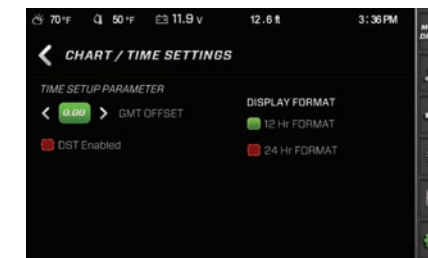 70°F 50°F 11.9 V 12.6 ft 3:36 PM
CHART / TIME SETTINGS
TIME SETUP PARAMETER
0.00 GMT OFFSET
DST Enabled
DISPLAY FORMAT
12 Hr FORMAT
24 Hr FORMAT